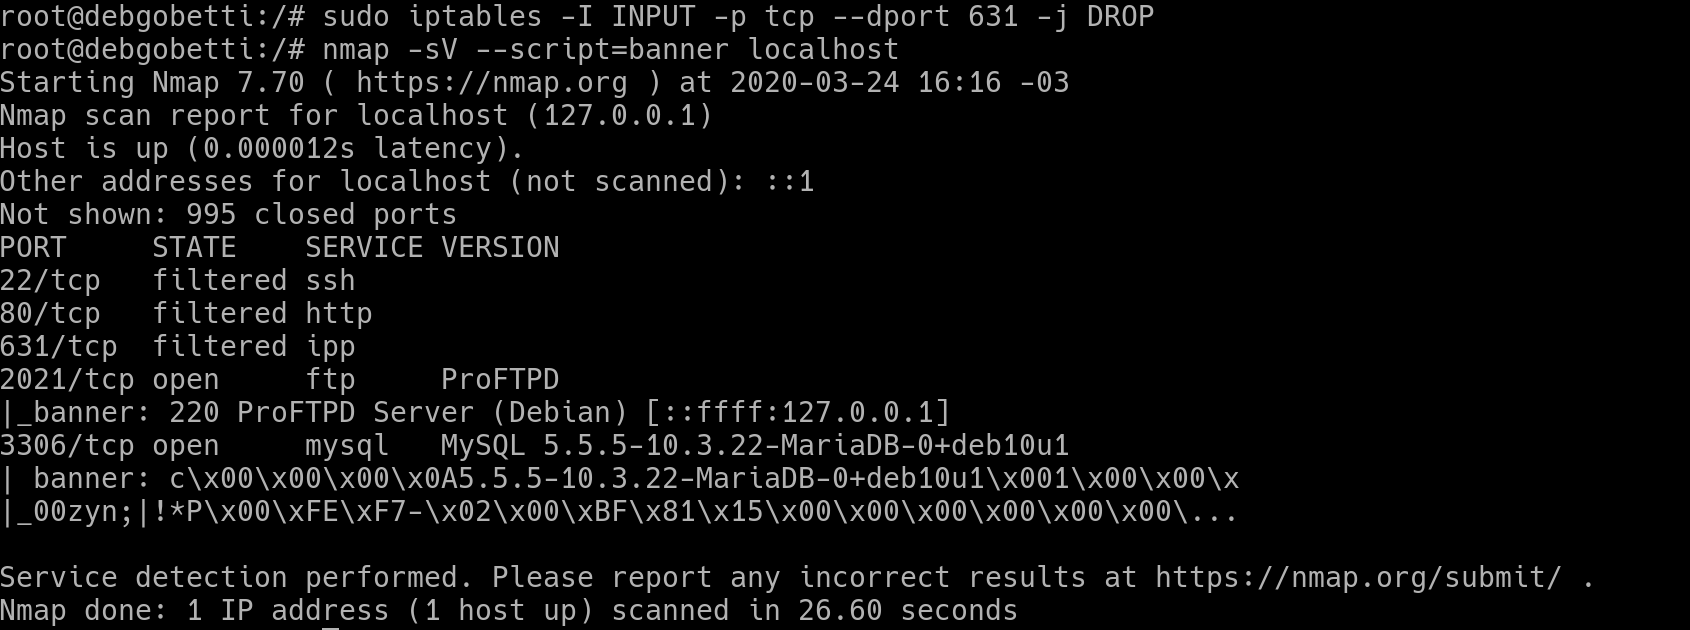 root@debgobetti:/# sudo iptables -I INPUT -p tcp --dport 631 -j DROP
root@debgobetti:/# nmap -sV --script=banner localhost
Starting Nmap 7.70 ( https://nmap.org ) at 2020-03-24 16:16 -03
Nmap scan report for localhost (127.0.0.1)
Host is up (0.000012s latency).
Other addresses for localhost (not scanned): ::1
Not shown: 995 closed ports
PORT     STATE    SERVICE VERSION
22/tcp   filtered ssh
80/tcp   filtered http
631/tcp  filtered ipp
2021/tcp open     ftp     ProFTPD
|_banner: 220 ProFTPD Server (Debian) [::ffff:127.0.0.1]
3306/tcp open     mysql   MySQL 5.5.5-10.3.22-MariaDB-0+deb10u1
| banner: c\x00\x00\x00\x0A5.5.5-10.3.22-MariaDB-0+deb10u1\x001\x00\x00\x
|_00zyn;|!*P\x00\xFE\xF7-\x02\x00\xBF\x81\x15\x00\x00\x00\x00\x00\x00\...
Service detection performed. Please report any incorrect results at https://nmap.org/submit/ .
Nmap done: 1 IP address (1 host up) scanned in 26.60 seconds